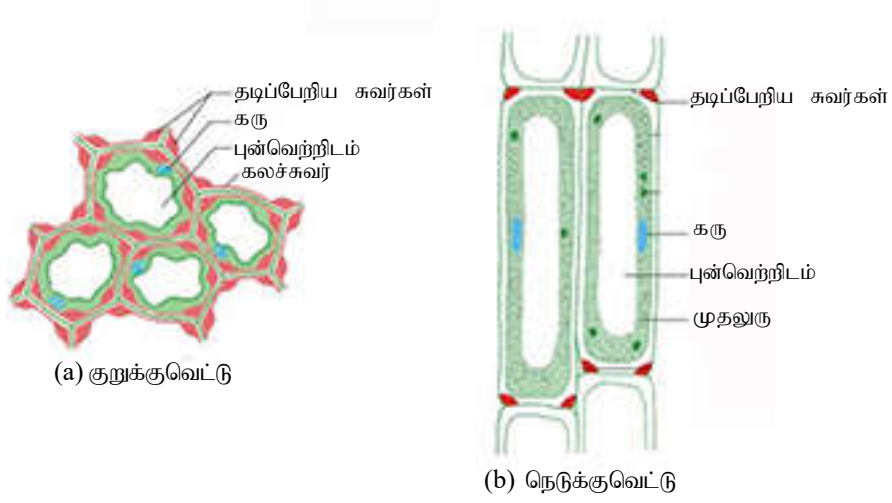 தடிப்பேறிய சுவர்கள்
கரு
புன்வெற்றிடம்
கலச்சுவர்
(a) குறுக்குவெட்டு
தடிப்பேறிய சுவர்கள்
கரு
புன்வெற்றிடம்
முதலுரு
(b) நெடுக்குவெட்டு